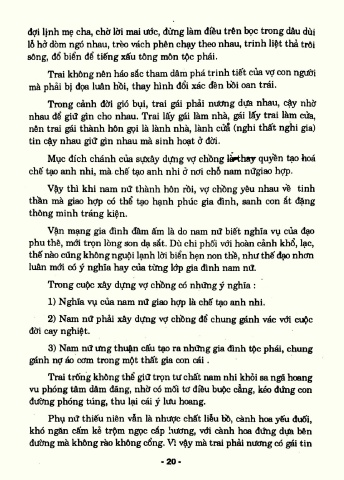 đợi lịnh mẹ cha, chờ lời mai ước, đừng làm điều trên bọc trong dâu dùi
lỗ hở dòm ngó nhau, trèo vách phên chạy theo nhau, trinh liệt thả trôi
sông, đổ biển để tiếng xấu tông môn tộc phái.
Trai không nên háo sắc tham dâm phá trinh tiết của vợ con người
mà phải bị đọa luân hồi, thay hình đổi xác đền bồi oan trái.
Trong cảnh đời gió bụi, trai gái phải nương dựa nhau, cậy nhờ
nhau để giữ gìn cho nhau. Trai lấy gái làm nhà, gái lấy trai làm cửa,
nên trai gái thành hôn gọi là lành nhà, lành cửa (nghi thất nghi gia)
tin cậy nhau giữ gìn nhau mà sinh hoạt ở đời.
Mục đích chánh của sựxây dựng vợ chồng là thay quyền tạo hoá
chế tạo anh nhi, mà chế tạo anh nhi ở nơi chỗ nam nữgiao hợp.
Vậy thì khi nam nữ thành hôn rồi, vợ chồng yêu nhau về tinh
thần mà giao hợp có thể tạo hạnh phúc gia đình, sanh con ắt đặng
thông minh tráng kiện.
Vận mạng gia đình đầm ấm là do nam nữ biết nghĩa vụ của đạo
phu thê, mới trọn lòng son dạ sắt. Dù chi phối với hoàn cảnh khổ, lạc,
thế nào cũng không nguội lạnh lời biển hẹn non thề, như thế đạo nhơn
luân mới có ý nghĩa hay của từng lớp gia đình nam nữ.
Trong cuộc xây dựng vợ chồng có những ý nghĩa :
1) Nghĩa vụ của nam nữ giao hợp là chế tạo anh nhi.
2) Nam nữ phải xây dựng vợ chồng để chung gánh vác với cuộc
đời cay nghiệt.
3) Nam nữ ưng thuận cấu tạo ra những gia đình tộc phái, chung
gánh nợ áo cơm trong một thất gia con cái .
Trai trống không thể giữ trọn tư chất nam nhi khỏi sa ngã hoang
vu phóng túng dâm đãng, nhờ có mối tơ điều buộc cẳng, kéo đứng con
đường phóng túng, thu lại cái ý lưu hoang.
Phụ nữ thiếu niên vẫn là nhược chất liễu bồ, cành hoa yếu đuối,
khó ngăn cấm kẻ trộm ngọc cắp hương, với cành hoa đứng dựa bên
đường mà không rào không cổng. Vì vậy mà trai phải nương có gái tin
- 20 -